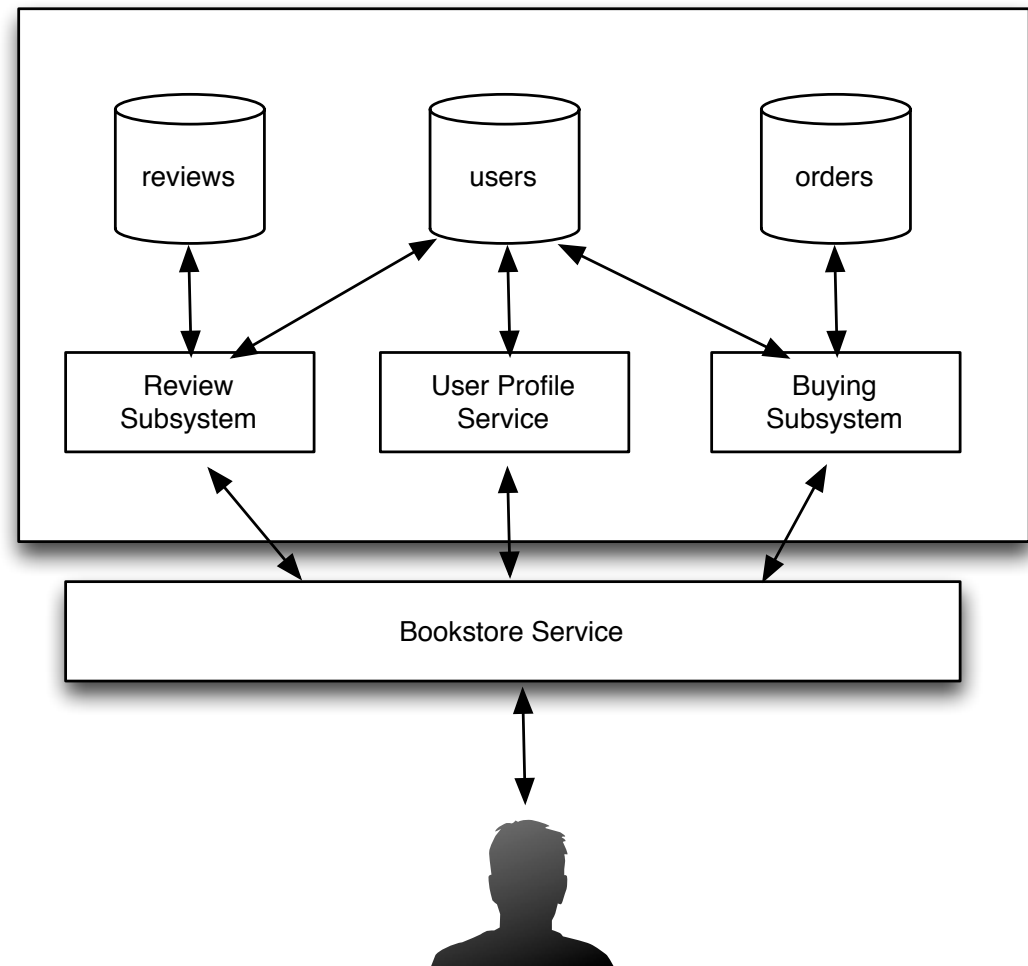 reviews
users
orders
Review
Subsystem
User Profile
Service
Buying
Subsystem
Bookstore Service